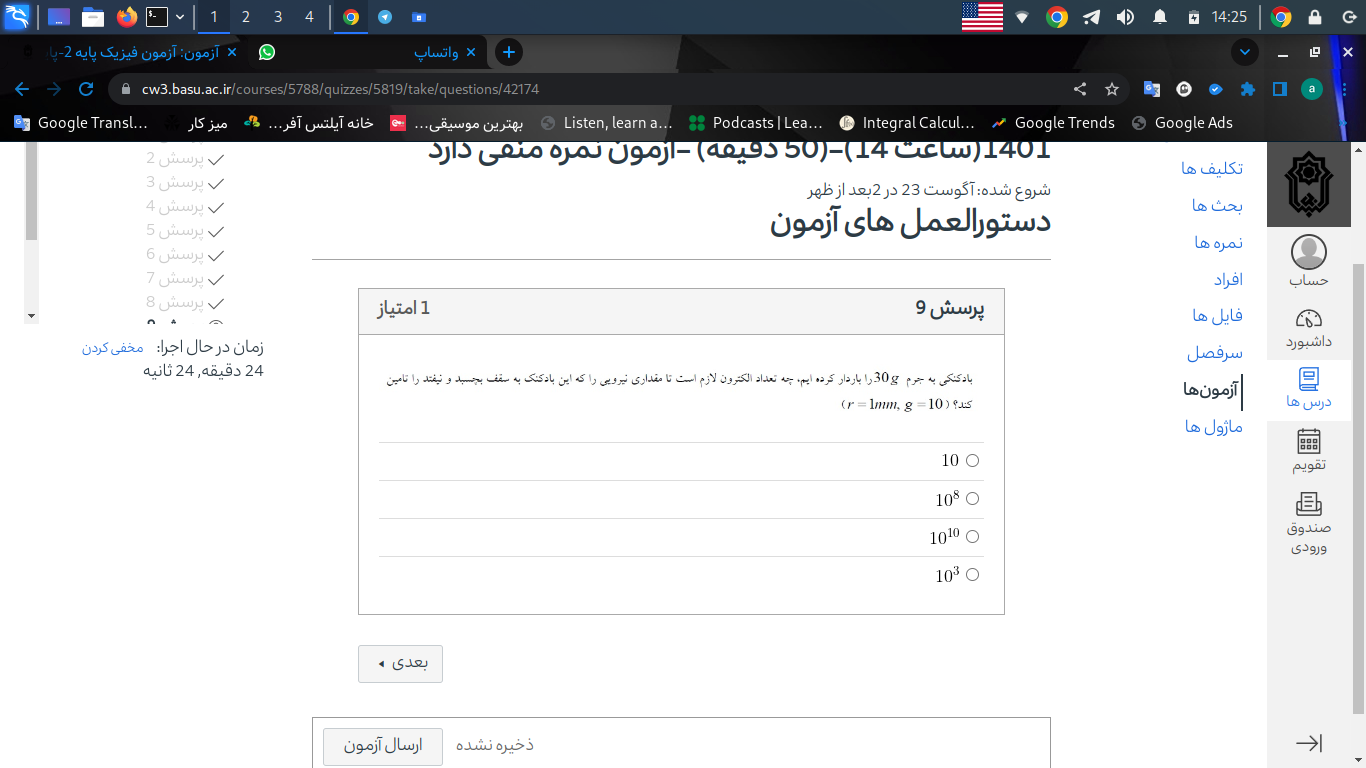 1 2 3 4
14:25
آزمون: آزمون فیزیک پایه 2-پا
واتساپ
cw3.basu.ac.ir/courses/5788/quizzes/5819/take/questions/42174
Google Transl...
میز کار
خانه آیلتس آفر...
بهترین موسیقی...
Listen, learn a...
Podcasts | Lea...
Integral Calcul...
Google Trends
Google Ads
حساب
داشبورد
درس ها
تقویم
صندوق
ورودی
تکلیف ها
بحث ها
نمره ها
افراد
فایل ها
سرفصل
آزمون‌ها
ماژول ها
1401(ساعت 14)-(50 دقیقه) -آزمون نمره منفی دارد
شروع شده: آگوست 23 در 2بعد از ظهر
دستورالعمل های آزمون
پرسش 9
1 امتیاز
بادکنکی به جرم 30g را باردار کرده ایم، چه تعداد الکترون لازم است تا مقداری نیرویی را که این بادکنک به سقف بچسبد و نیفتد را تامین
کند؟ (r = 1mm, g = 10)
10
10⁸
10¹⁰
10³
بعدی
ذخیره نشده
ارسال آزمون
پرسش 2
پرسش 3
پرسش 4
پرسش 5
پرسش 6
پرسش 7
پرسش 8
زمان در حال اجرا: مخفی کردن
24 دقیقه, 24 ثانیه